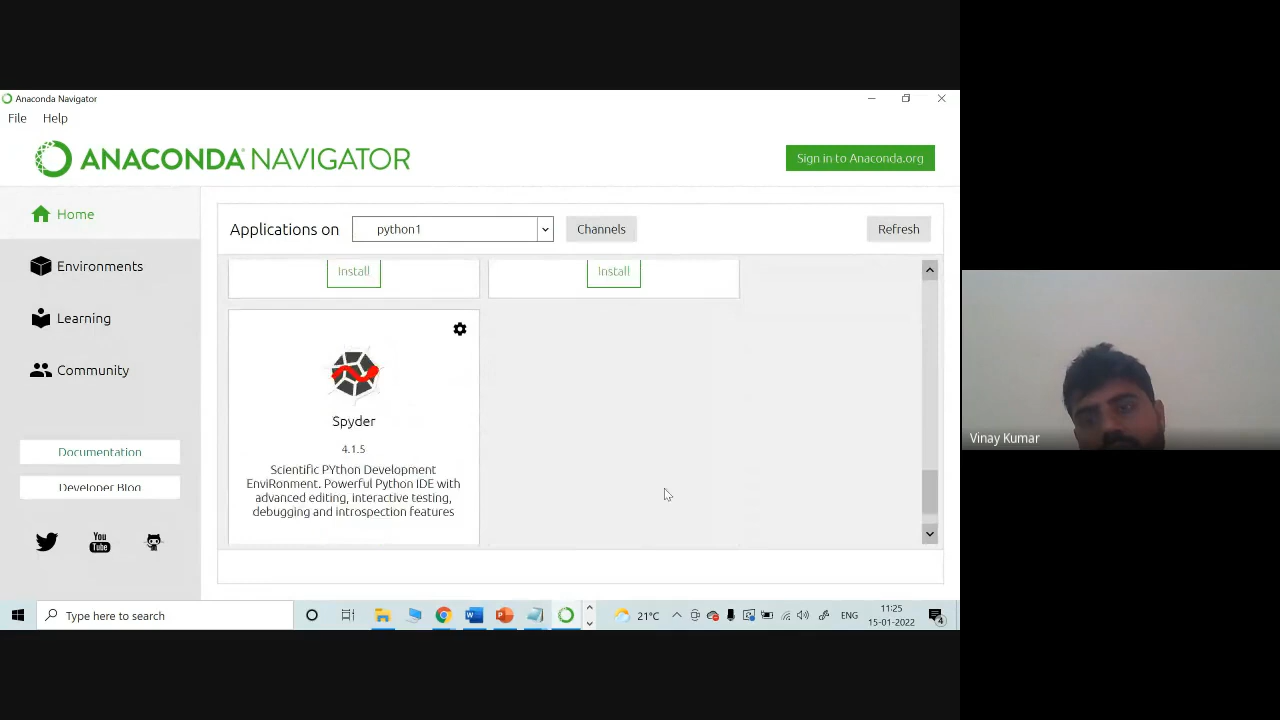 Anaconda Navigator
File Help
ANACONDA NAVIGATOR
Sign in to Anaconda.org
Home
Environments
Learning
Community
Documentation
Developer Blog
You
Tube
Applications on python1 Channels Refresh
Install Install
Spyder
4.1.5
Scientific PYthon Development
EnviRonment. Powerful Python IDE with
advanced editing, interactive testing,
debugging and introspection features
Vinay Kumar
Type here to search
21°C ENG
11:25
15-01-2022
4